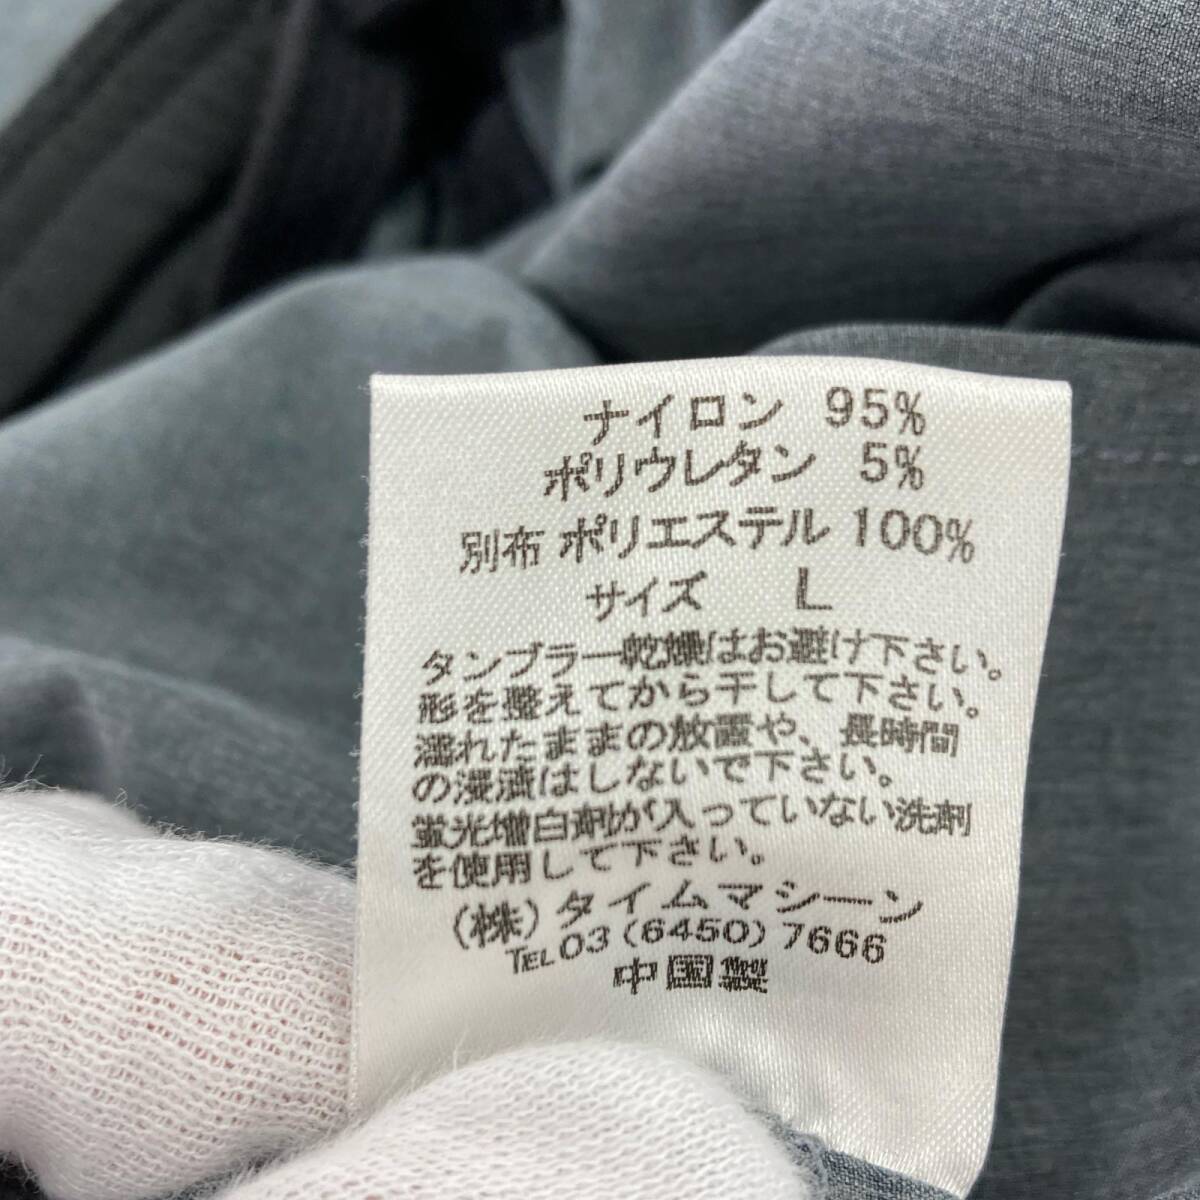 ナイロン 95%
ポリウレタン 5%
別布 ポリエステル 100%
サイズ L
タンブラー乾燥はお避け下さい。
形を整えてから干して下さい。
濡れたままの放置や、長時間
の浸漬はしないで下さい。
蛍光増白剤が入っていない洗剤
を使用して下さい。
(株)タイムマシーン
TEL 03 (6450) 7666
中国製